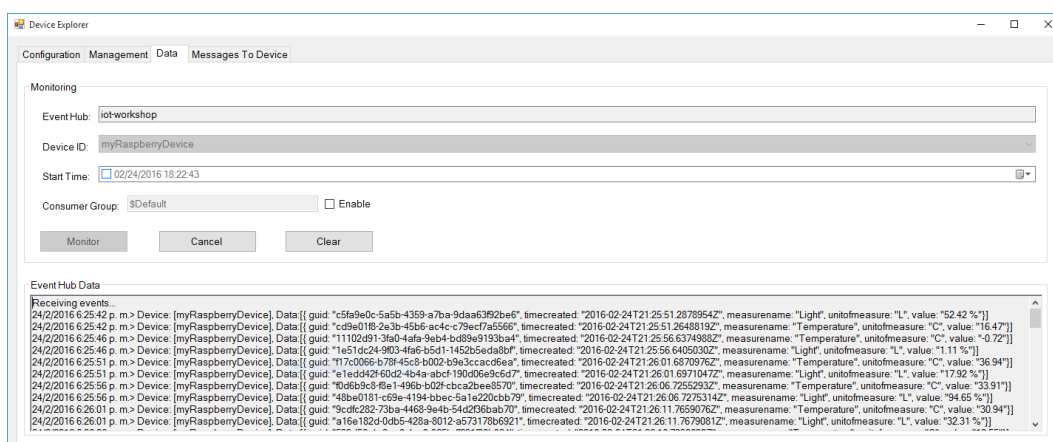 Device Explorer
Configuration Management Data Messages To Device
Monitoring
Event Hub: iot-workshop
Device ID: myRaspberryDevice
Start Time: 02/24/2016 18:22:43
Consumer Group: $Default Enable
Monitor Cancel Clear
Event Hub Data
Receiving events...
24/2/2016 6:25:42 p. m.> Device: [myRaspberryDevice], Data:[{ guid: "c5fa9e0c-5a5b-4359-a7ba-9daa63f92be6", timecreated: "2016-02-24T21:25:51.2878954Z", measurename: "Light", unitofmeasure: "L", value: "52.42 %"}]
24/2/2016 6:25:42 p. m.> Device: [myRaspberryDevice], Data:[{ guid: "cd9e01f8-2e3b-45b6-ac4c-c79ecf7a5566", timecreated: "2016-02-24T21:25:51.2648819Z", measurename: "Temperature", unitofmeasure: "C", value: "16.47"}]
24/2/2016 6:25:46 p. m.> Device: [myRaspberryDevice], Data:[{ guid: "11102d91-3fa0-4afa-9eb4-bd89e9193ba4", timecreated: "2016-02-24T21:25:56.6374988Z", measurename: "Temperature", unitofmeasure: "C", value: "-0.72"}]
24/2/2016 6:25:46 p. m.> Device: [myRaspberryDevice], Data:[{ guid: "1e51dc24-9f03-4fa6-b5d1-1452b5eda8bf", timecreated: "2016-02-24T21:25:56.6405030Z", measurename: "Light", unitofmeasure: "L", value: "1.11 %"}]
24/2/2016 6:25:51 p. m.> Device: [myRaspberryDevice], Data:[{ guid: "f17c0066-b78f-45c8-b002-b9e3ccacd6ea", timecreated: "2016-02-24T21:26:01.6870976Z", measurename: "Temperature", unitofmeasure: "C", value: "36.94"}]
24/2/2016 6:25:51 p. m.> Device: [myRaspberryDevice], Data:[{ guid: "e1edd42f-60d2-4b4a-abcf-190d06e9c6d7", timecreated: "2016-02-24T21:26:01.6971047Z", measurename: "Light", unitofmeasure: "L", value: "17.92 %"}]
24/2/2016 6:25:56 p. m.> Device: [myRaspberryDevice], Data:[{ guid: "f0d6b9c8-f8e1-496b-b02f-cbca2bee8570", timecreated: "2016-02-24T21:26:06.7255293Z", measurename: "Temperature", unitofmeasure: "C", value: "33.91"}]
24/2/2016 6:25:56 p. m.> Device: [myRaspberryDevice], Data:[{ guid: "48be0181-c69e-4194-bbec-5a1e220cbb79", timecreated: "2016-02-24T21:26:06.7275314Z", measurename: "Light", unitofmeasure: "L", value: "94.65 %"}]
24/2/2016 6:26:01 p. m.> Device: [myRaspberryDevice], Data:[{ guid: "9cdfc282-73ba-4468-9e4b-54d2f36bab70", timecreated: "2016-02-24T21:26:11.7659076Z", measurename: "Temperature", unitofmeasure: "C", value: "30.94"}]
24/2/2016 6:26:01 p. m.> Device: [myRaspberryDevice], Data:[{ guid: "a16e182d-0db5-428a-8012-a573178b6921", timecreated: "2016-02-24T21:26:11.7679081Z", measurename: "Light", unitofmeasure: "L", value: "32.31 %"}]